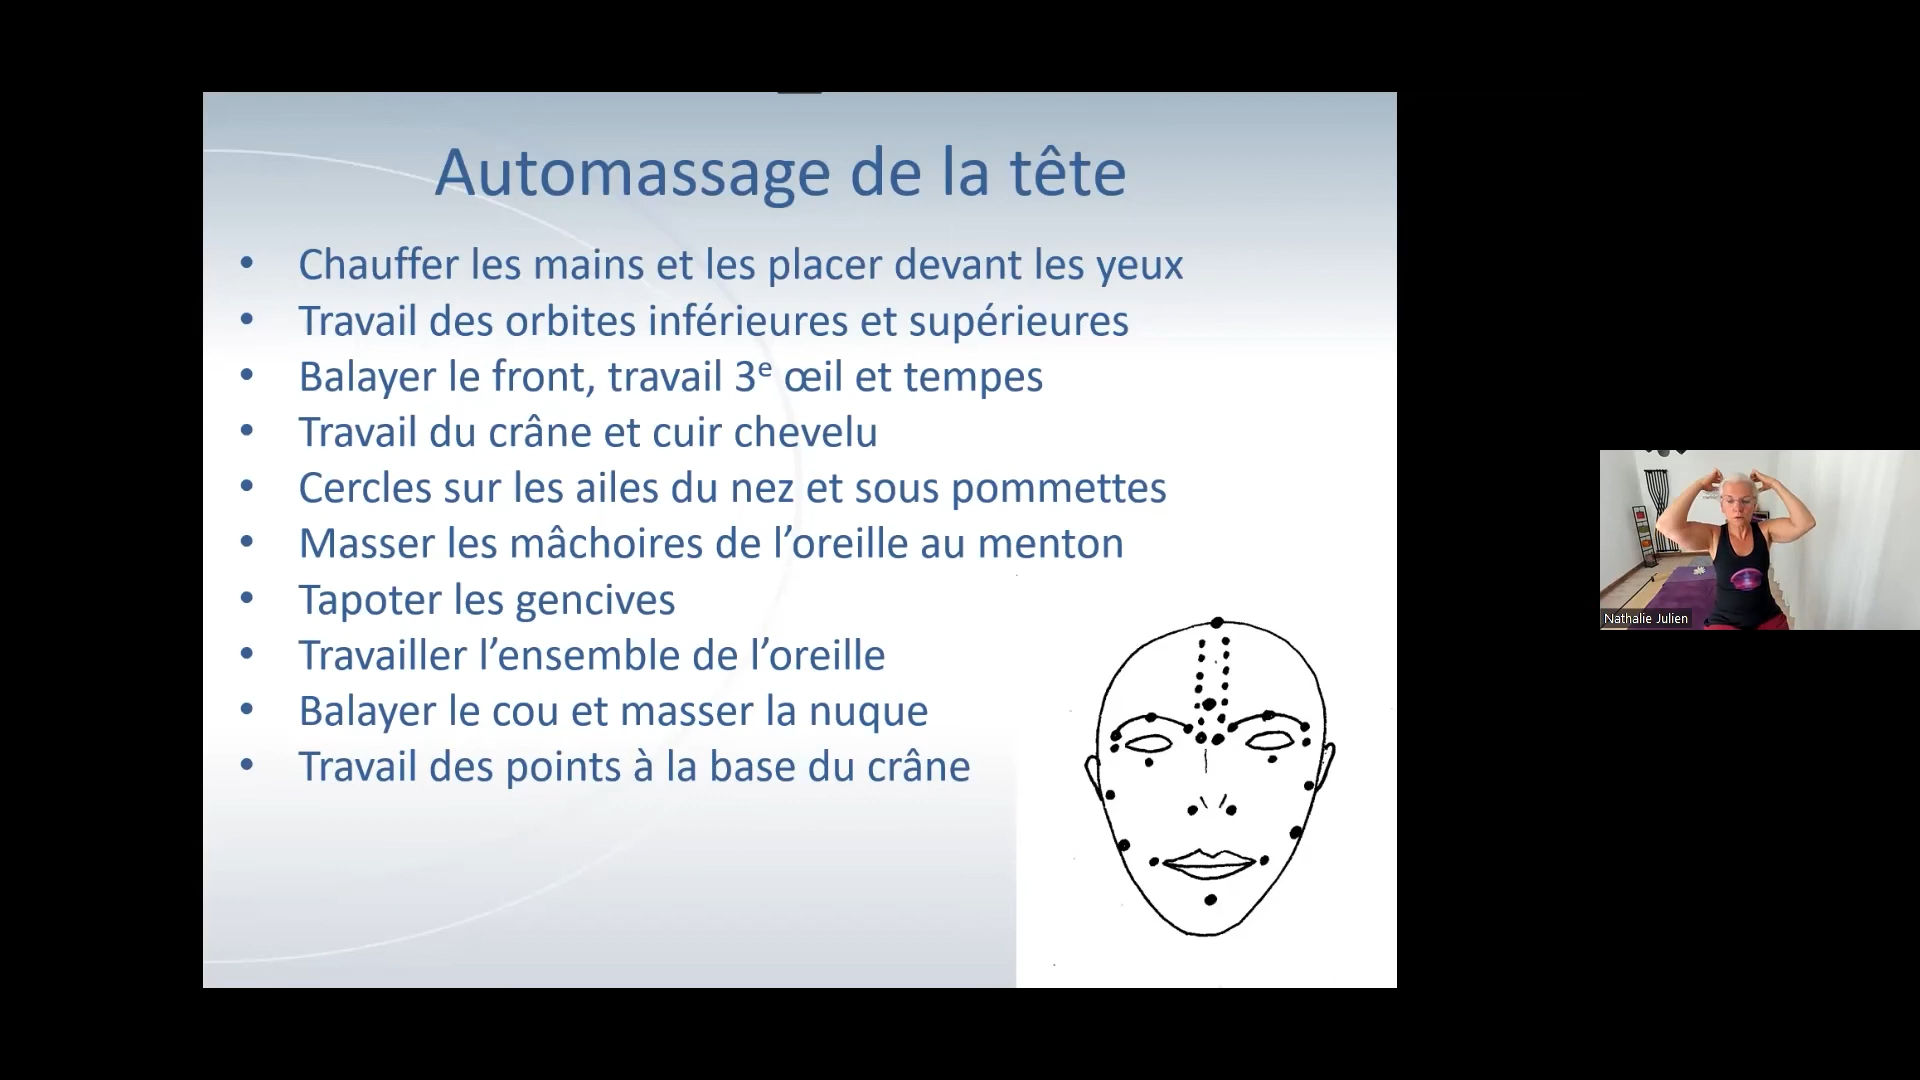 Automassage de la tête
• Chauffer les mains et les placer devant les yeux
• Travail des orbites inférieures et supérieures
• Balayer le front, travail 3e œil et tempes
• Travail du crâne et cuir chevelu
• Cercles sur les ailes du nez et sous pommettes
• Masser les mâchoires de l’oreille au menton
• Tapoter les gencives
• Travailler l’ensemble de l’oreille
• Balayer le cou et masser la nuque
• Travail des points à la base du crâne
Nathalie Julien